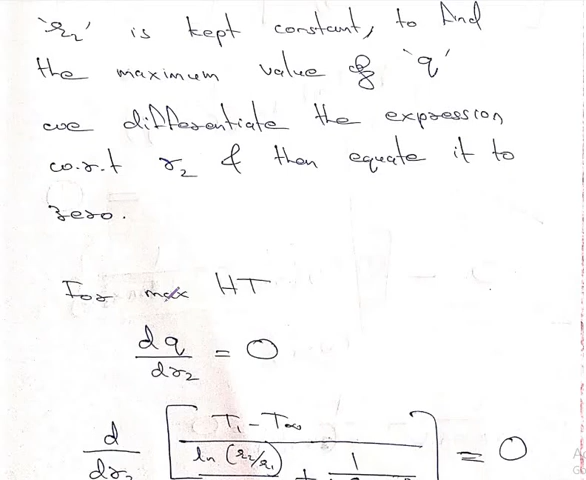 'r₂' is kept constant, to find
the maximum value of 'q'
we differentiate the expression
w.r.t r₂ & then equate it to
zero.
For max HT
dq/dr₂ = 0
d/dr₂ [ T₁ - T∞ / ln (r₂/r₁) + 1 ] = 0